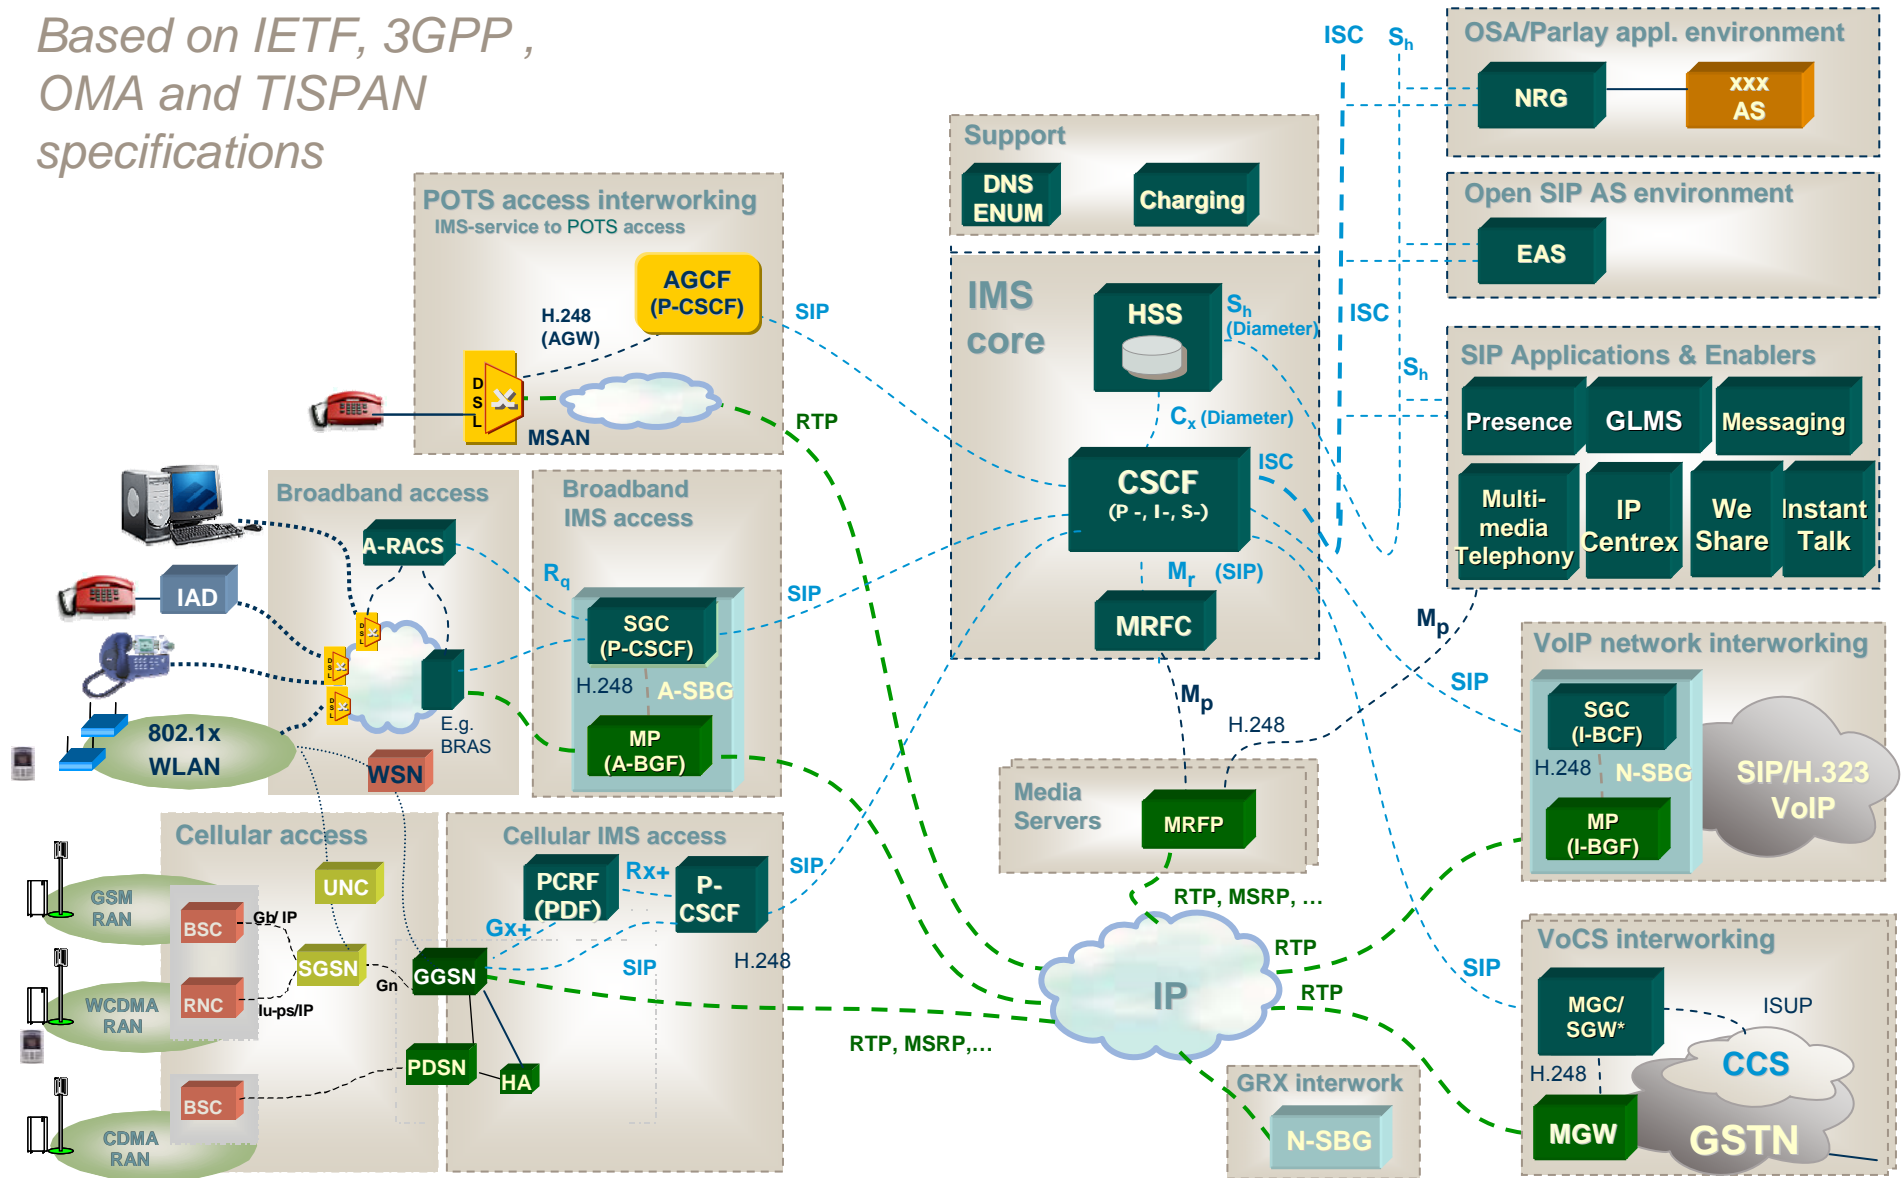 Based on IETF, 3GPP ,
OMA and TISPAN
specifications
ISC
Sh
OSA/Parlay appl. environment
NRG
xxx
AS
Support
DNS
ENUM
Charging
Open SIP AS environment
EAS
POTS access interworking
IMS-service to POTS access
AGCF
(P-CSCF)
H.248
(AGW)
SIP
D
S
L
MSAN
RTP
IMS
core
HSS
Sh
(Diameter)
Cx (Diameter)
CSCF
(P -, I-, S-)
ISC
Mr (SIP)
MRFC
ISC
Sh
SIP Applications & Enablers
Presence
GLMS
Messaging
Multi-
media
Telephony
IP
Centrex
We
Share
Instant
Talk
Mp
Broadband access
A-RACS
IAD
D
S
L
D
S
L
D
S
L
E.g.
BRAS
802.1x
WLAN
WSN
Broadband
IMS access
Rq
SGC
(P-CSCF)
H.248
A-SBG
MP
(A-BGF)
SIP
Mp
H.248
Media
Servers
MRFP
RTP, MSRP, ...
SIP
VoIP network interworking
SGC
(I-BCF)
H.248
N-SBG
MP
(I-BGF)
SIP/H.323
VoIP
Cellular access
UNC
GSM
RAN
BSC
Gb/ IP
SGSN
Gn
WCDMA
RAN
RNC
Iu-ps/IP
CDMA
RAN
BSC
Cellular IMS access
PCRF
(PDF)
Rx+
P-
CSCF
SIP
Gx+
GGSN
SIP
H.248
PDSN
HA
RTP, MSRP,...
IP
RTP
RTP
GRX interwork
N-SBG
SIP
VoCS interworking
MGC/
SGW*
ISUP
CCS
H.248
MGW
GSTN